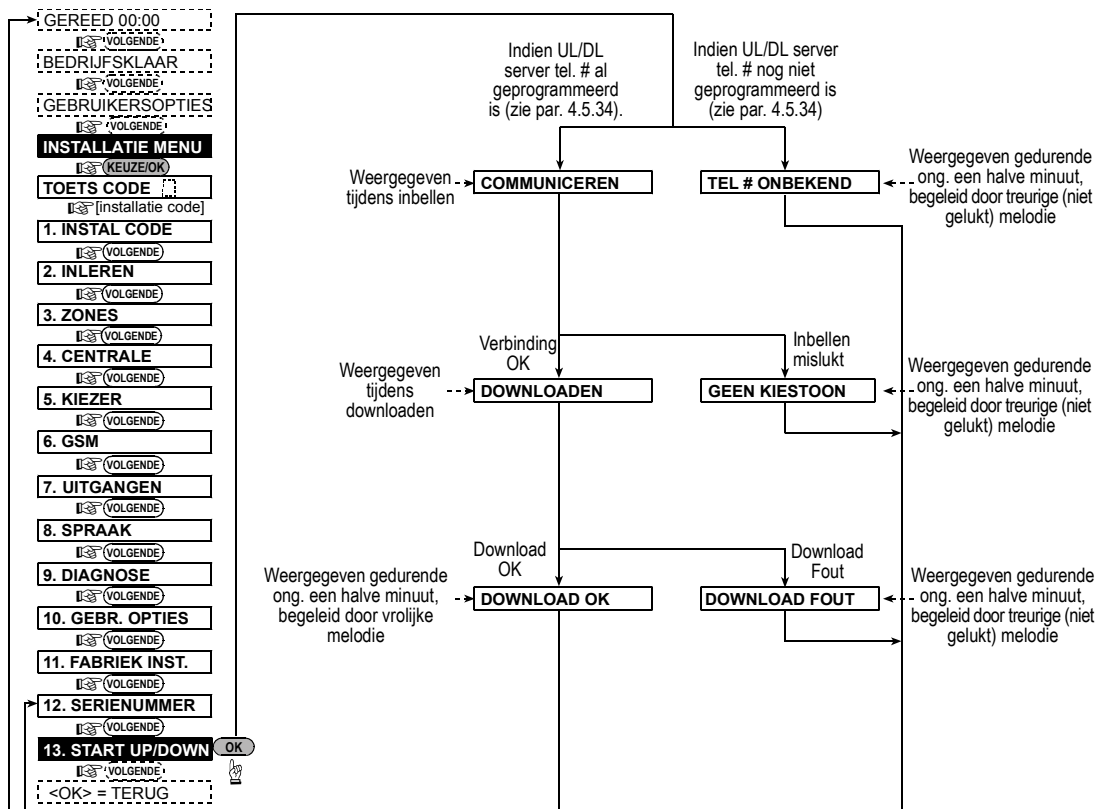 GEREED 00:00
VOLGENDE
BEDRIJFSKLAAR
VOLGENDE
GEBRUIKERSOPTIES
VOLGENDE
INSTALLATIE MENU
KEUZE/OK
TOETS CODE
[installatie code]
1. INSTAL CODE
VOLGENDE
2. INLEREN
VOLGENDE
3. ZONES
VOLGENDE
4. CENTRALE
VOLGENDE
5. KIEZER
VOLGENDE
6. GSM
VOLGENDE
7. UITGANGEN
VOLGENDE
8. SPRAAK
VOLGENDE
9. DIAGNOSE
VOLGENDE
10. GEBR. OPTIES
VOLGENDE
11. FABRIEK INST.
VOLGENDE
12. SERIENUMMER
VOLGENDE
13. START UP/DOWN
OK
VOLGENDE
<OK> = TERUG
Indien UL/DL
server tel. # al
geprogrammeerd
is (zie par. 4.5.34).
Indien UL/DL server
tel. # nog niet
geprogrammeerd is
(zie par. 4.5.34)
Weergegeven
tijdens inbellen
COMMUNICEREN
TEL # ONBEKEND
Weergegeven gedurende
ong. een halve minuut,
begeleid door treurige (niet
gelukt) melodie
Verbinding
OK
Inbellen
mislukt
Weergegeven
tijdens
downloaden
DOWNLOADEN
GEEN KIESTOON
Weergegeven gedurende
ong. een halve minuut,
begeleid door treurige (niet
gelukt) melodie
Download
OK
Download
Fout
Weergegeven gedurende
ong. een halve minuut,
begeleid door vrolijke
melodie
DOWNLOAD OK
DOWNLOAD FOUT
Weergegeven gedurende
ong. een halve minuut,
begeleid door treurige (niet
gelukt) melodie